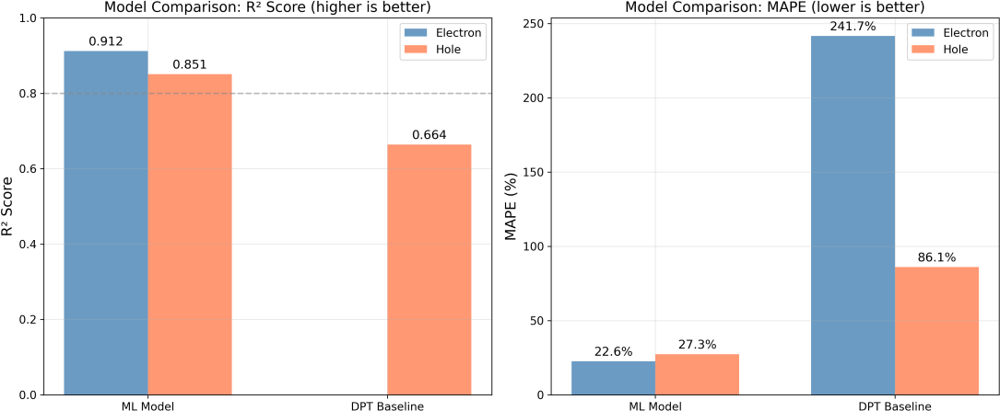 Model Comparison: R² Score (higher is better)
1.0
0.8
0.6
0.4
0.2
0.0
R² Score
0.912
0.851
0.664
Electron
Hole
ML Model
DPT Baseline
Model Comparison: MAPE (lower is better)
250
200
150
100
50
0
MAPE (%)
22.6%
27.3%
241.7%
86.1%
Electron
Hole
ML Model
DPT Baseline